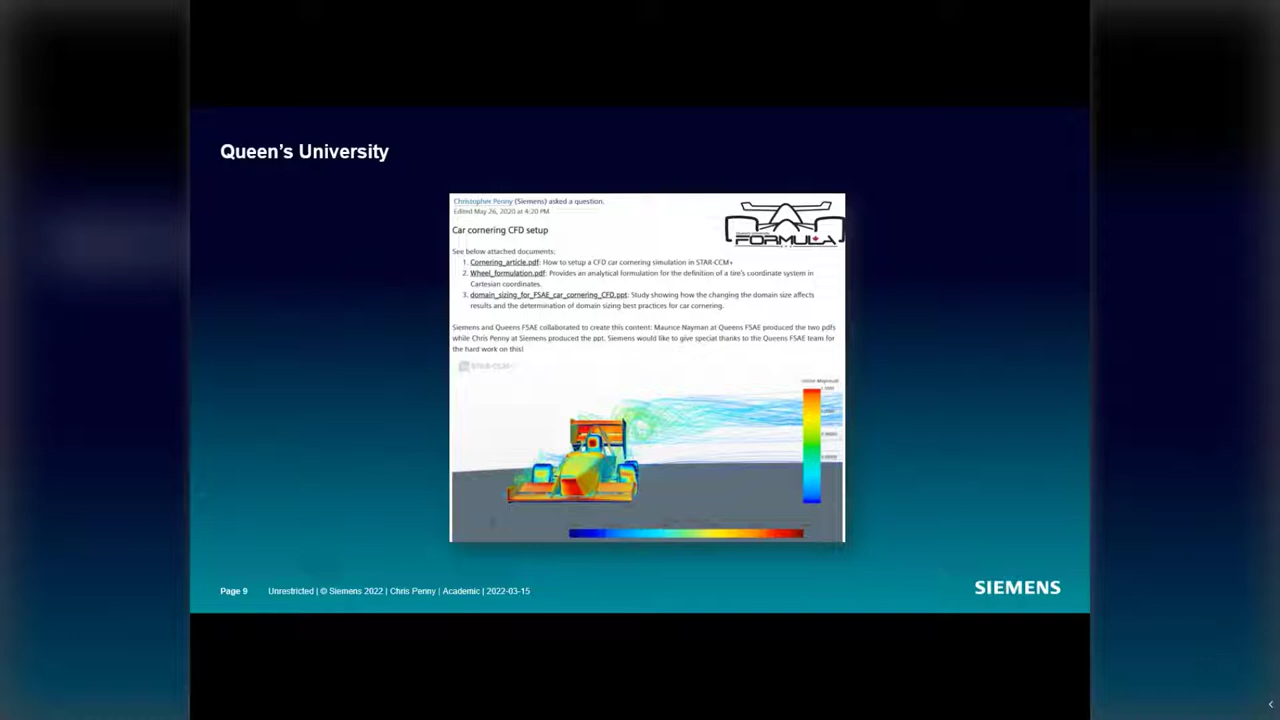 Queen's University
Christopher Penny (Siemens) asked a question.
Edited May 26, 2020 at 4:20 PM
FORMULA
Car cornering CFD setup
See below attached documents:
1. Cornering_article.pdf: How to setup a CFD car cornering simulation in STAR-CCM+
2. Wheel_formulation.pdf: Provides an analytical formulation for the definition of a tire's coordinate system in
Cartesian coordinates.
3. domain_sizing_for_FSAE_car_cornering_CFD.ppt: Study showing how the changing the domain size affects
results and the determination of domain sizing best practices for car cornering.
Siemens and Queens FSAE collaborated to create this content: Maurice Nayman at Queens FSAE produced the two pdfs
while Chris Penny at Siemens produced the ppt. Siemens would like to give special thanks to the Queens FSAE team for
the hard work on this!
STAR-CCM+
Page 9 Unrestricted | © Siemens 2022 | Chris Penny | Academic | 2022-03-15
SIEMENS